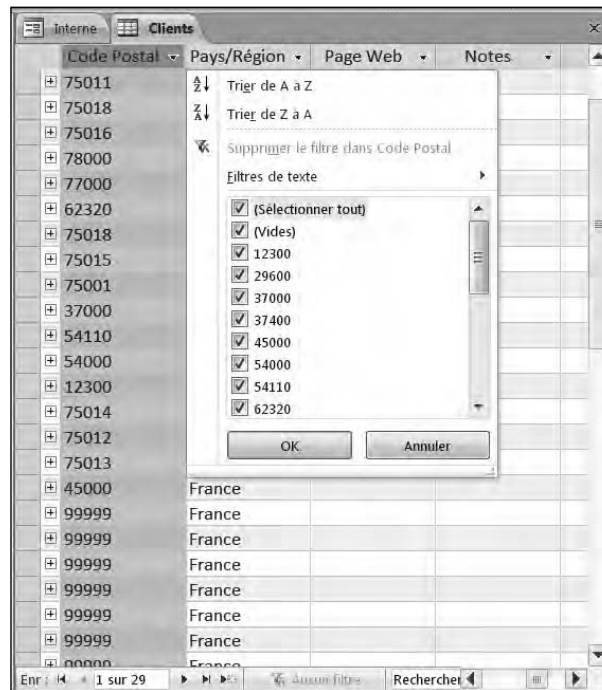 Interne Clients
Code Postal Pays/Région Page Web Notes
75011
75018
75016
78000
77000
62320
75018
75015
75001
37000
54110
54000
12300
75014
75012
75013
Trier de A à Z
Trier de Z à A
Supprimer le filtre dans Code Postal
Filtres de texte
(Sélectionner tout)
(Vides)
12300
29600
37000
37400
45000
54000
54110
62320
OK Annuler
45000 France
99999 France
99999 France
99999 France
99999 France
99999 France
99999 France
99999 France
Enr : 1 sur 29 Aucun filtre Rechercher